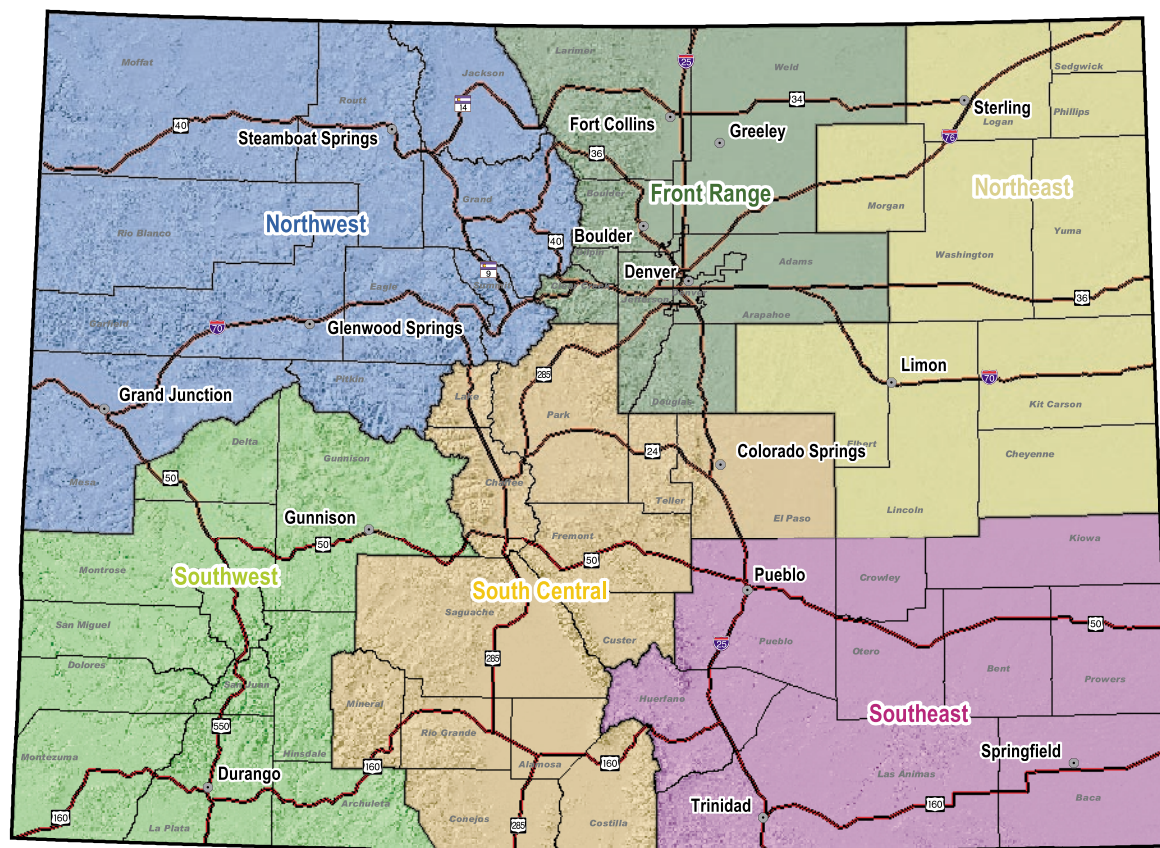 Moffat
Routt
Jackson
14
Larimer
25
Weld
34
Sedgwick
Sterling
Logan
Phillips
40
Steamboat Springs
Fort Collins
Greeley
76
36
Front Range
Northeast
Northwest
Grand
Boulder
Morgan
Yuma
Rio Blanco
40
Boulder
Gilpin
Washington
Adams
9
Denver
Eagle
Summit
36
Garfield
70
Glenwood Springs
Arapahoe
285
Limon
70
Grand Junction
Pitkin
Lake
Park
Douglas
Kit Carson
Delta
Gunnison
24
Colorado Springs
Elbert
Cheyenne
50
Mesa
Chaffee
Teller
Lincoln
Gunnison
El Paso
50
Fremont
Kiowa
50
Montrose
Southwest
South Central
Pueblo
Crowley
Saguache
San Miguel
Custer
25
Pueblo
Otero
50
Dolores
285
Bent
Prowers
San Juan
Mineral
Huerfano
550
Southeast
Rio Grande
Montezuma
Hinsdale
160
Alamosa
160
Springfield
Durango
Las Animas
Archuleta
Trinidad
160
Baca
160
La Plata
Conejos
285
Costilla